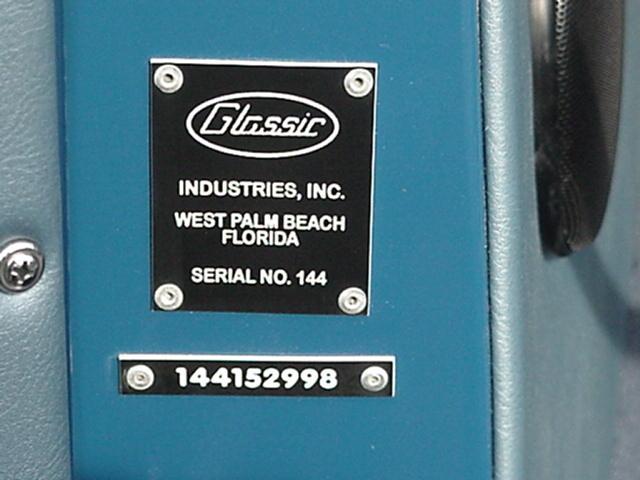 Glassic
INDUSTRIES, INC.
WEST PALM BEACH
FLORIDA
SERIAL NO. 144
144152998